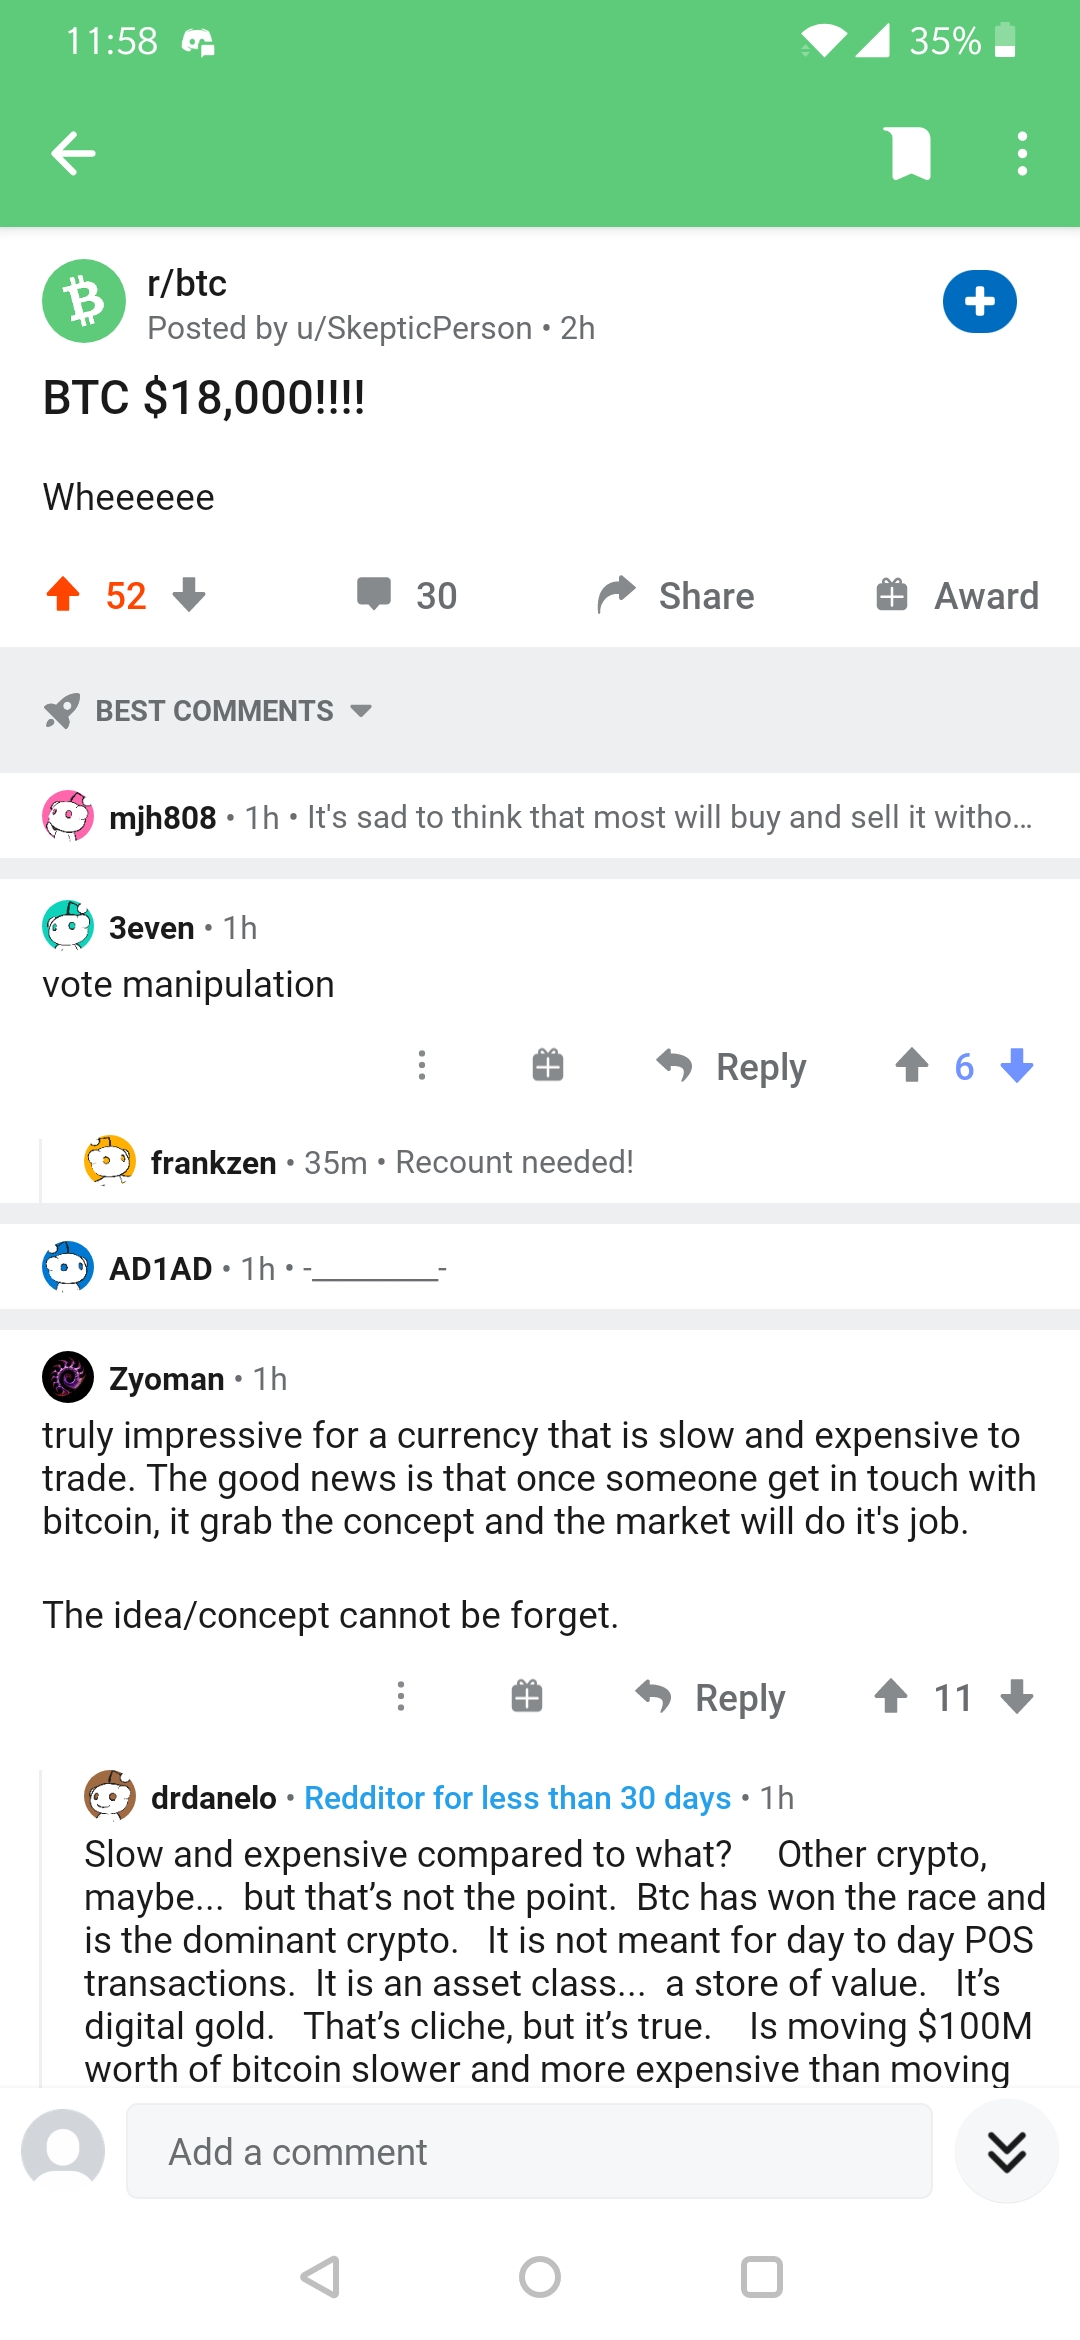 11:58
35%
r/btc
Posted by u/SkepticPerson • 2h
BTC $18,000!!!!
Wheeeeee
52
30
Share
Award
BEST COMMENTS
mjh808 • 1h • It's sad to think that most will buy and sell it witho...
3even • 1h
vote manipulation
Reply
6
frankzen • 35m • Recount needed!
AD1AD • 1h • -_________-
Zyoman • 1h
truly impressive for a currency that is slow and expensive to
trade. The good news is that once someone get in touch with
bitcoin, it grab the concept and the market will do it's job.
The idea/concept cannot be forget.
Reply
11
drdanelo • Redditor for less than 30 days • 1h
Slow and expensive compared to what?    Other crypto,
maybe...  but that’s not the point.  Btc has won the race and
is the dominant crypto.   It is not meant for day to day POS
transactions.  It is an asset class...  a store of value.   It’s
digital gold.   That’s cliche, but it’s true.    Is moving $100M
worth of bitcoin slower and more expensive than moving
Add a comment